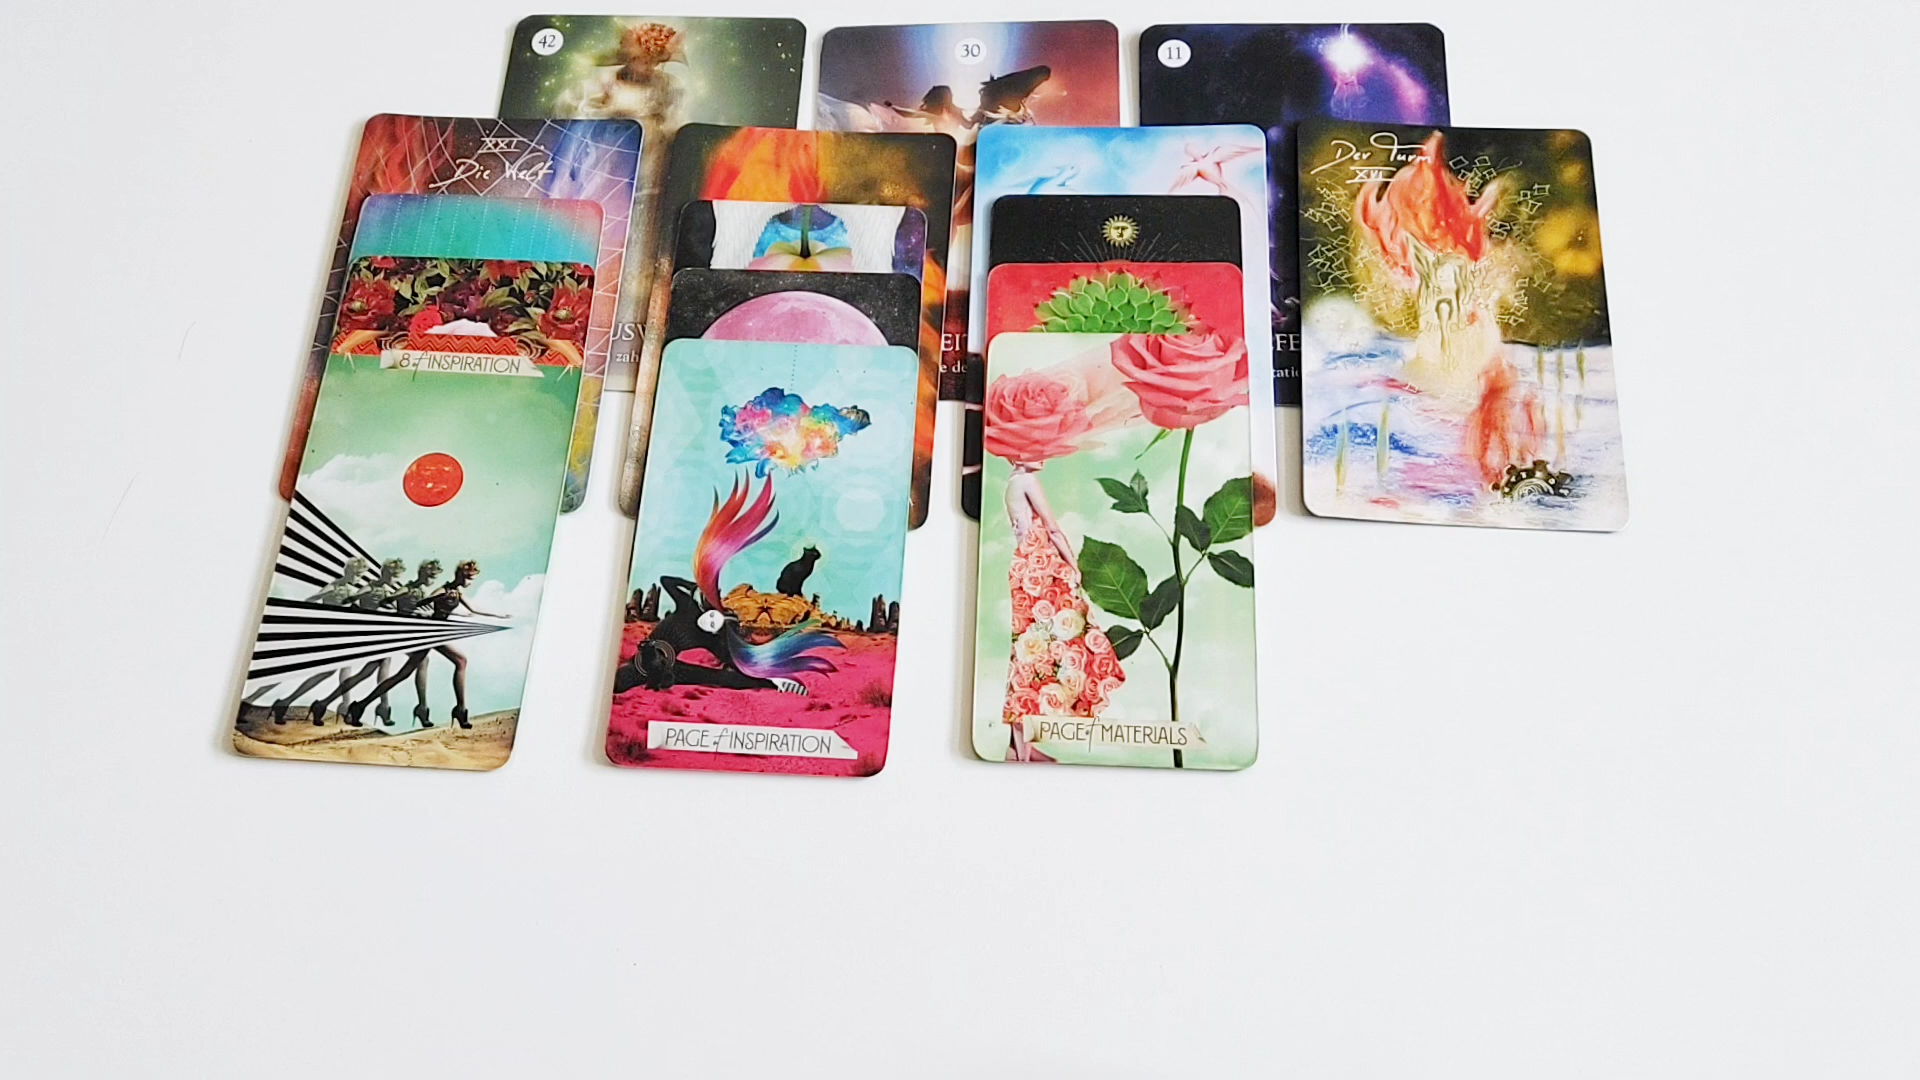 42
30
11
XXI
Die Welt
Der Turm
XVI
8 of INSPIRATION
PAGE of INSPIRATION
PAGE of MATERIALS